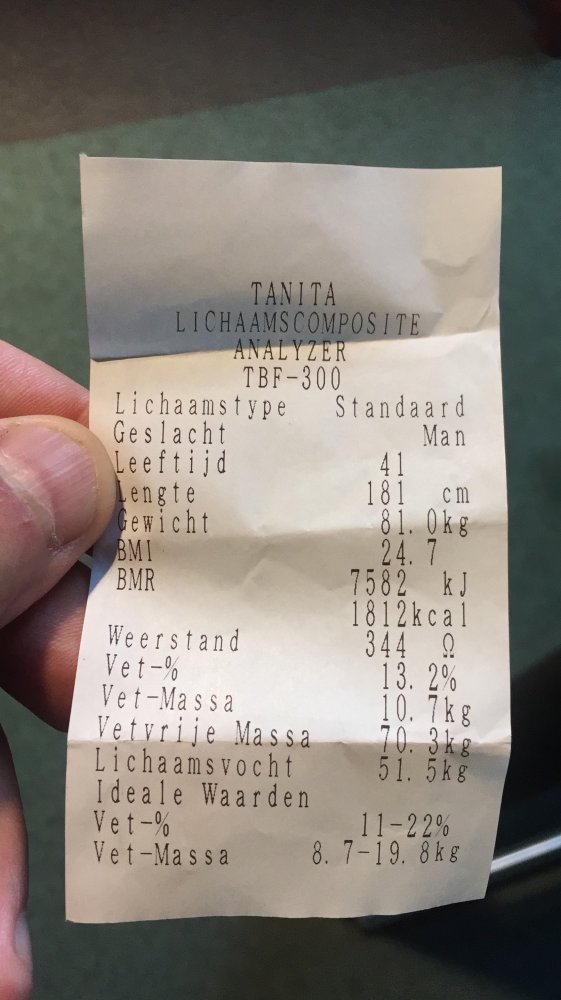 TANITA
LICHAAMSCOMPOSITE
ANALYZER
TBF-300
Lichaamstype Standaard
Geslacht Man
Leeftijd 41
Lengte 181 cm
Gewicht 81.0kg
BMI 24.7
BMR 7582 kJ
1812kcal
Weerstand 344 Ω
Vet-% 13.2%
Vet-Massa 10.7kg
Vetvrije Massa 70.3kg
Lichaamsvocht 51.5kg
Ideale Waarden
Vet-% 11-22%
Vet-Massa 8.7-19.8kg